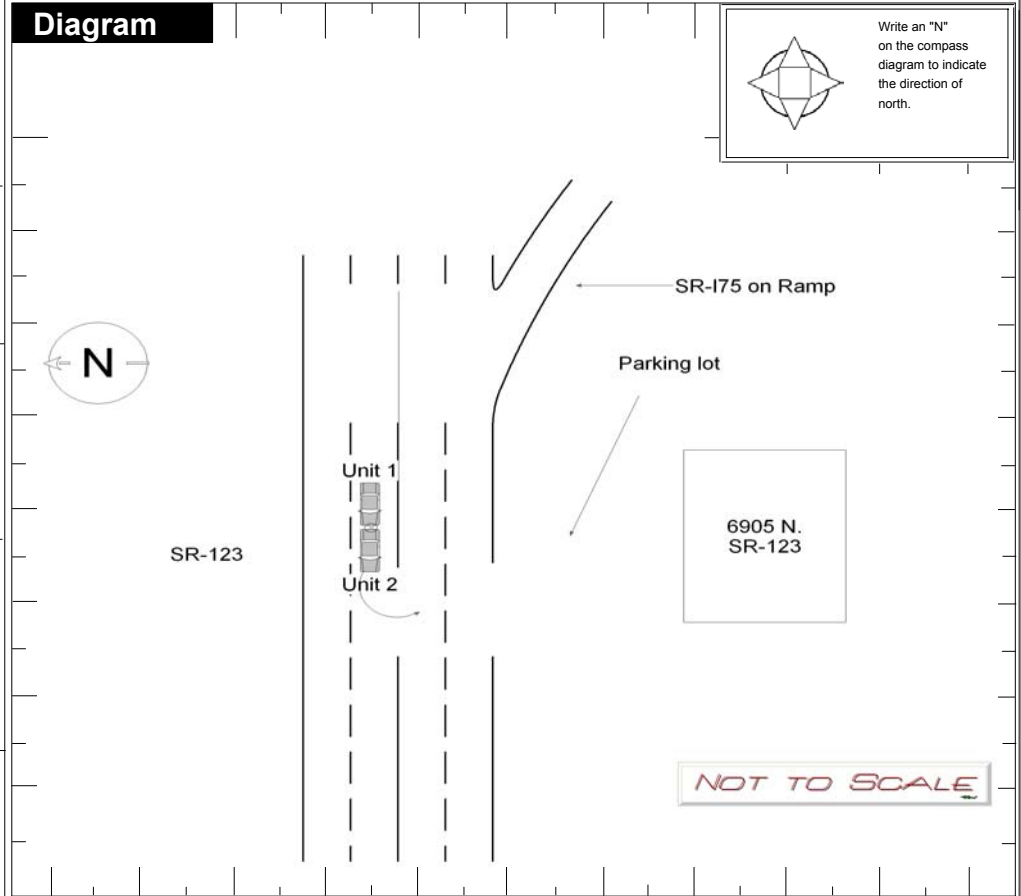 Diagram
Write an "N"
on the compass
diagram to indicate
the direction of
north.
SR-I75 on Ramp
N
Parking lot
Unit 1
6905 N.
SR-123
SR-123
Unit 2
NOT TO SCALE